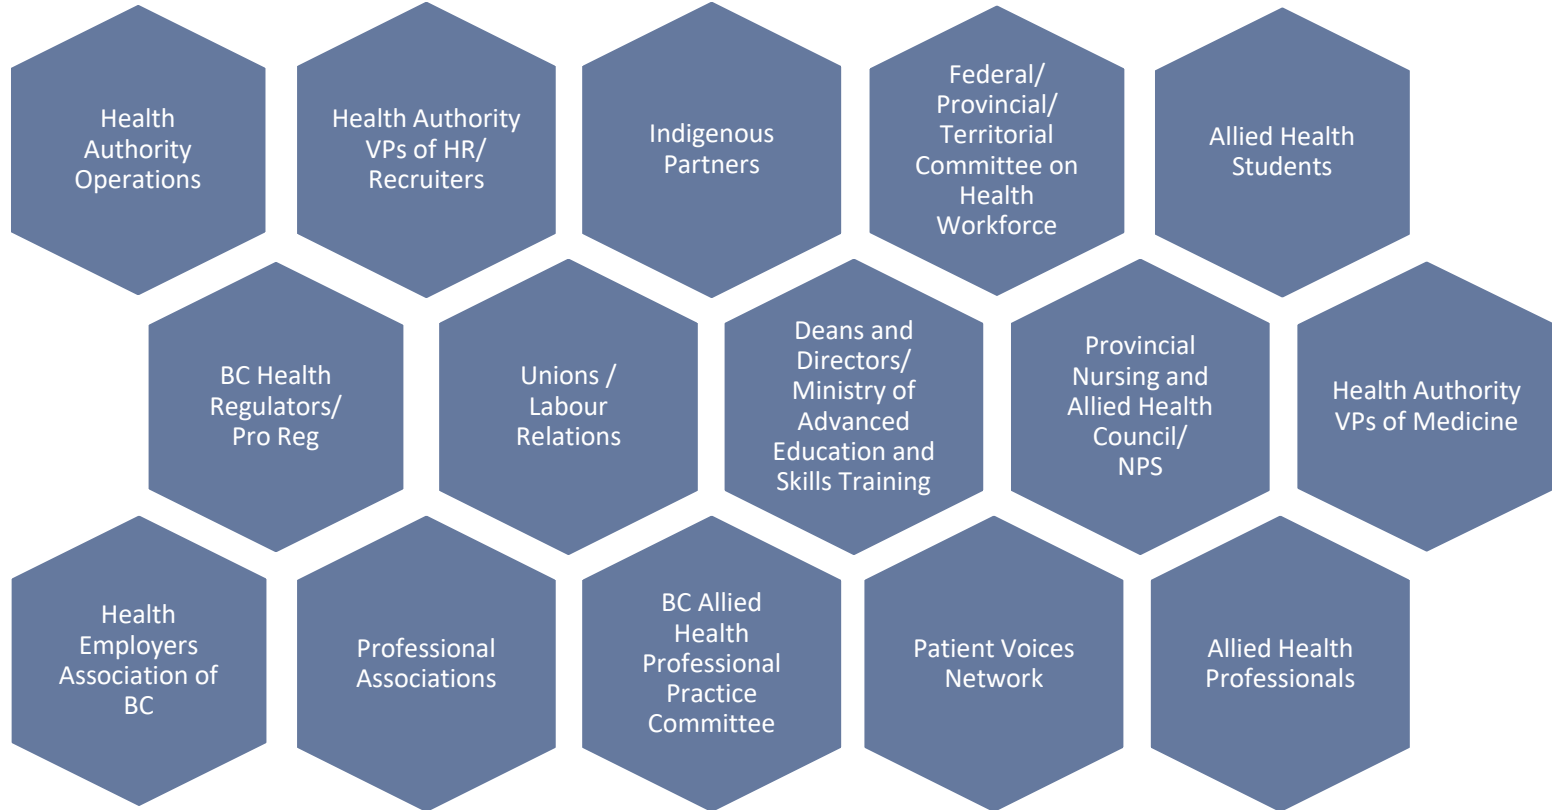 Health
Authority
Operations
Health Authority
VPs of HR/
Recruiters
Indigenous
Partners
Federal/
Provincial/
Territorial
Committee on
Health
Workforce
Allied Health
Students
BC Health
Regulators/
Pro Reg
Unions /
Labour
Relations
Deans and
Directors/
Ministry of
Advanced
Education and
Skills Training
Provincial
Nursing and
Allied Health
Council/
NPS
Health Authority
VPs of Medicine
Health
Employers
Association of
BC
Professional
Associations
BC Allied
Health
Professional
Practice
Committee
Patient Voices
Network
Allied Health
Professionals